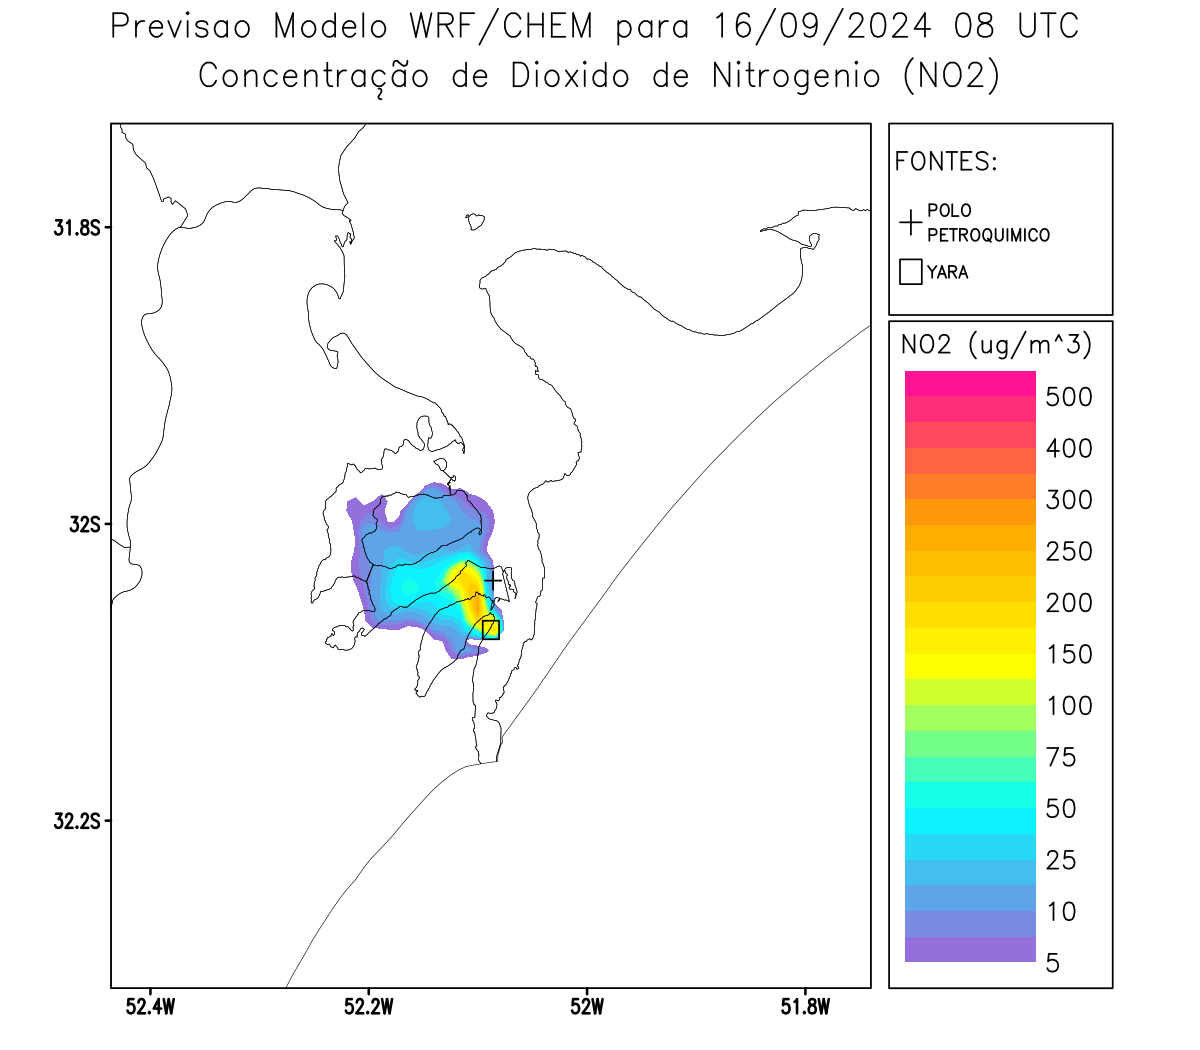 Previsao Modelo WRF/CHEM para 16/09/2024 08 UTC
Concentração de Dioxido de Nitrogenio (NO2)
FONTES:
POLO
PETROQUIMICO
YARA
31.8S
32S
32.2S
52.4W
52.2W
52W
51.8W
NO2 (ug/m^3)
500
400
300
250
200
150
100
75
50
25
10
5